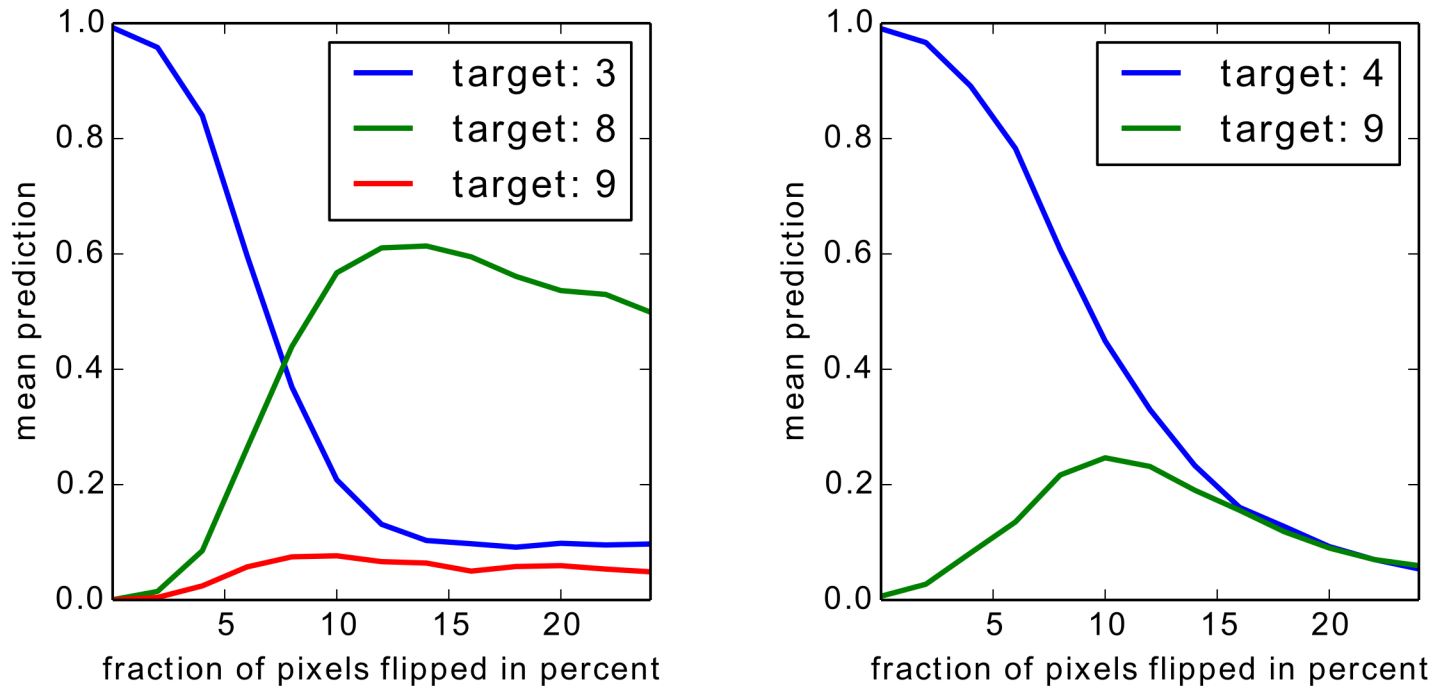 1.0
0.8
0.6
0.4
0.2
0.0
mean prediction
target: 3
target: 8
target: 9
5
10
15
20
fraction of pixels flipped in percent
1.0
0.8
0.6
0.4
0.2
0.0
mean prediction
target: 4
target: 9
5
10
15
20
fraction of pixels flipped in percent